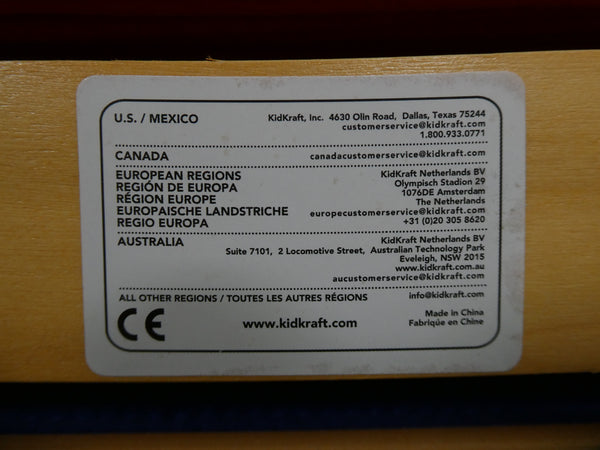 U.S. / MEXICO KidKraft, Inc. 4630 Olin Road, Dallas, Texas 75244
customerservice@kidkraft.com
1.800.933.0771
CANADA canadacustomerservice@kidkraft.com
EUROPEAN REGIONS KidKraft Netherlands BV
REGIÓN DE EUROPA Olympisch Stadion 29
RÉGION EUROPE 1076DE Amsterdam
The Netherlands
EUROPAISCHE LANDSTRICHE europecustomerservice@kidkraft.com
REGIO EUROPA +31 (0)20 305 8620
AUSTRALIA KidKraft Netherlands BV
Suite 7101, 2 Locomotive Street, Australian Technology Park
Eveleigh, NSW 2015
www.kidkraft.com.au
aucustomerservice@kidkraft.com
ALL OTHER REGIONS / TOUTES LES AUTRES RÉGIONS info@kidkraft.com
CE www.kidkraft.com Made in China
Fabriqúe en Chine